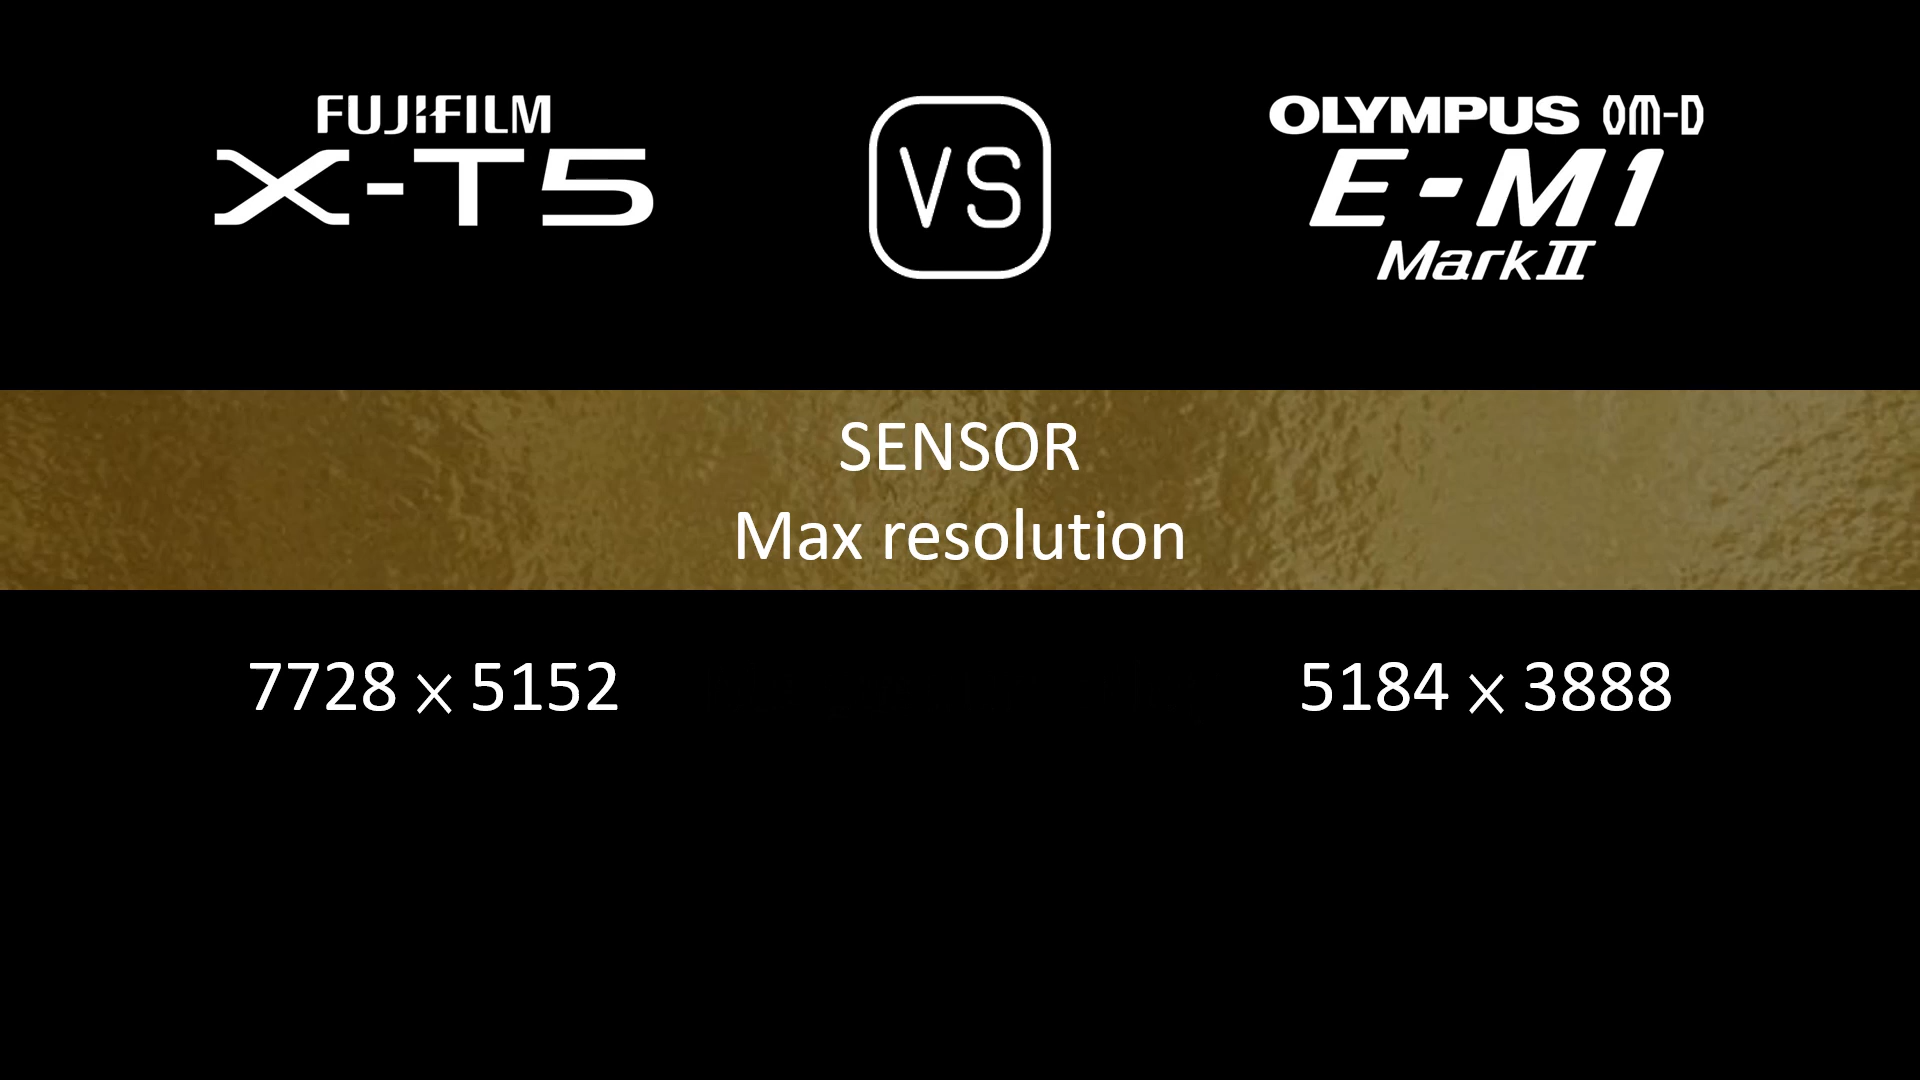 FUJIFILM
X-T5
VS
OLYMPUS OM-D
E-M1
Mark II
SENSOR
Max resolution
7728 x 5152
5184 x 3888